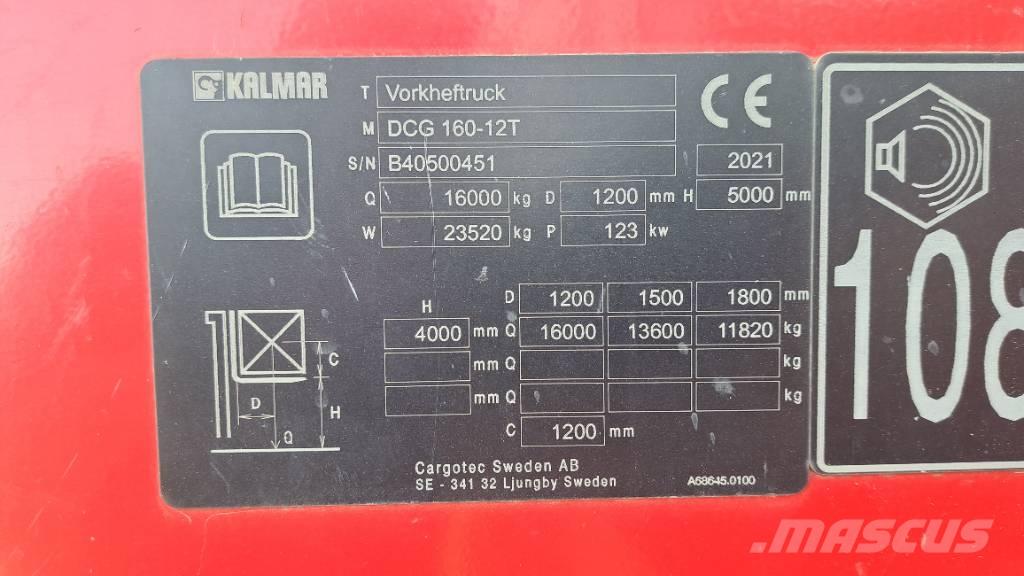 KALMAR
T Vorkheftruck
M DCG 160-12T
S/N B40500451 2021
Q 16000 kg D 1200 mm H 5000 mm
W 23520 kg P 123 kw
CE
H D 1200 1500 1800 mm
4000 mm Q 16000 13600 11820 kg
mm Q kg
mm Q kg
C 1200 mm
C
D H
Q
Cargotec Sweden AB
SE - 341 32 Ljungby Sweden
A68645.0100
108
MASCUS